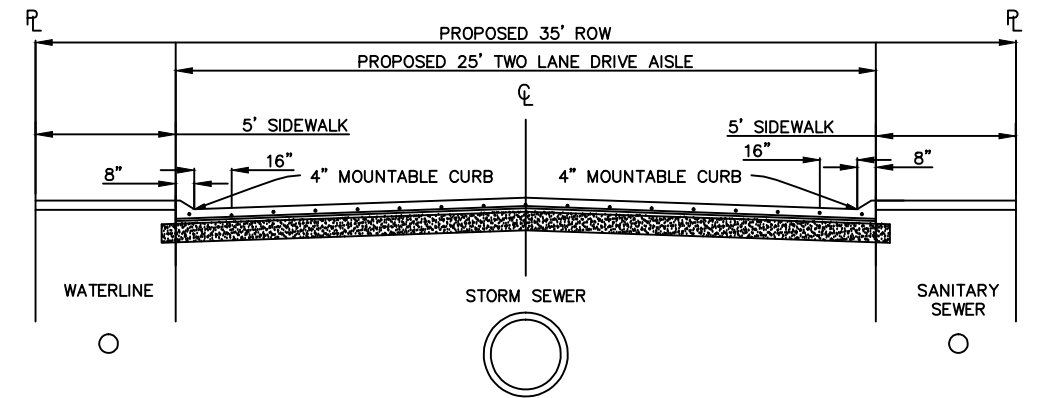 PL
PL
PROPOSED 35' ROW
PROPOSED 25' TWO LANE DRIVE AISLE
CL
5' SIDEWALK
5' SIDEWALK
16"
16"
8"
8"
4" MOUNTABLE CURB
4" MOUNTABLE CURB
WATERLINE
STORM SEWER
SANITARY
SEWER